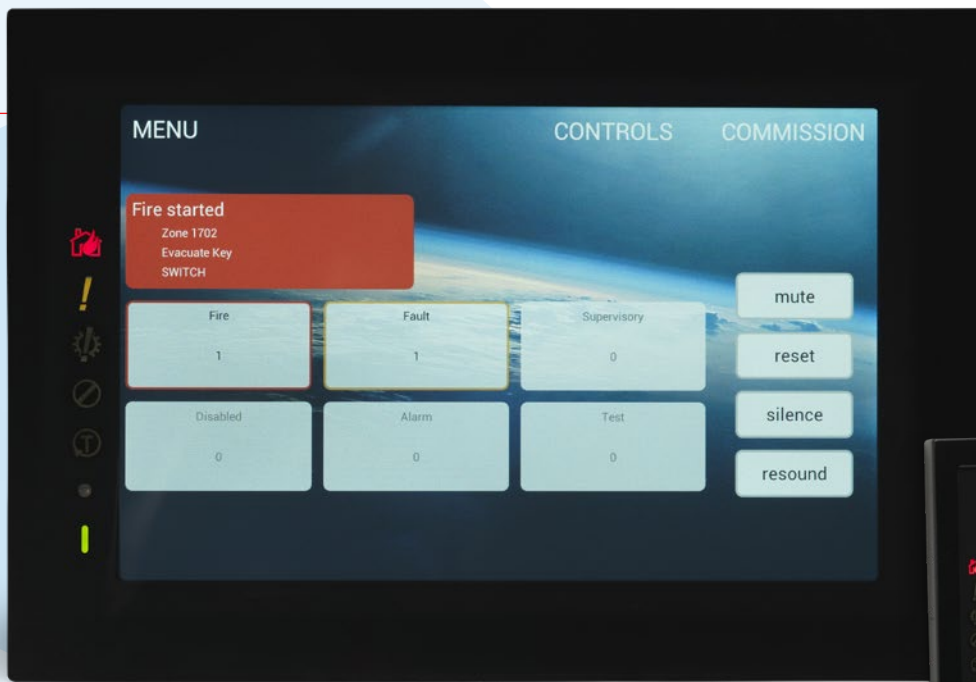 MENU
CONTROLS
COMMISSION
Fire started
Zone 1702
Evacuate Key
SWITCH
Fire
1
Fault
1
Supervisory
0
Disabled
0
Alarm
0
Test
0
mute
reset
silence
resound
T